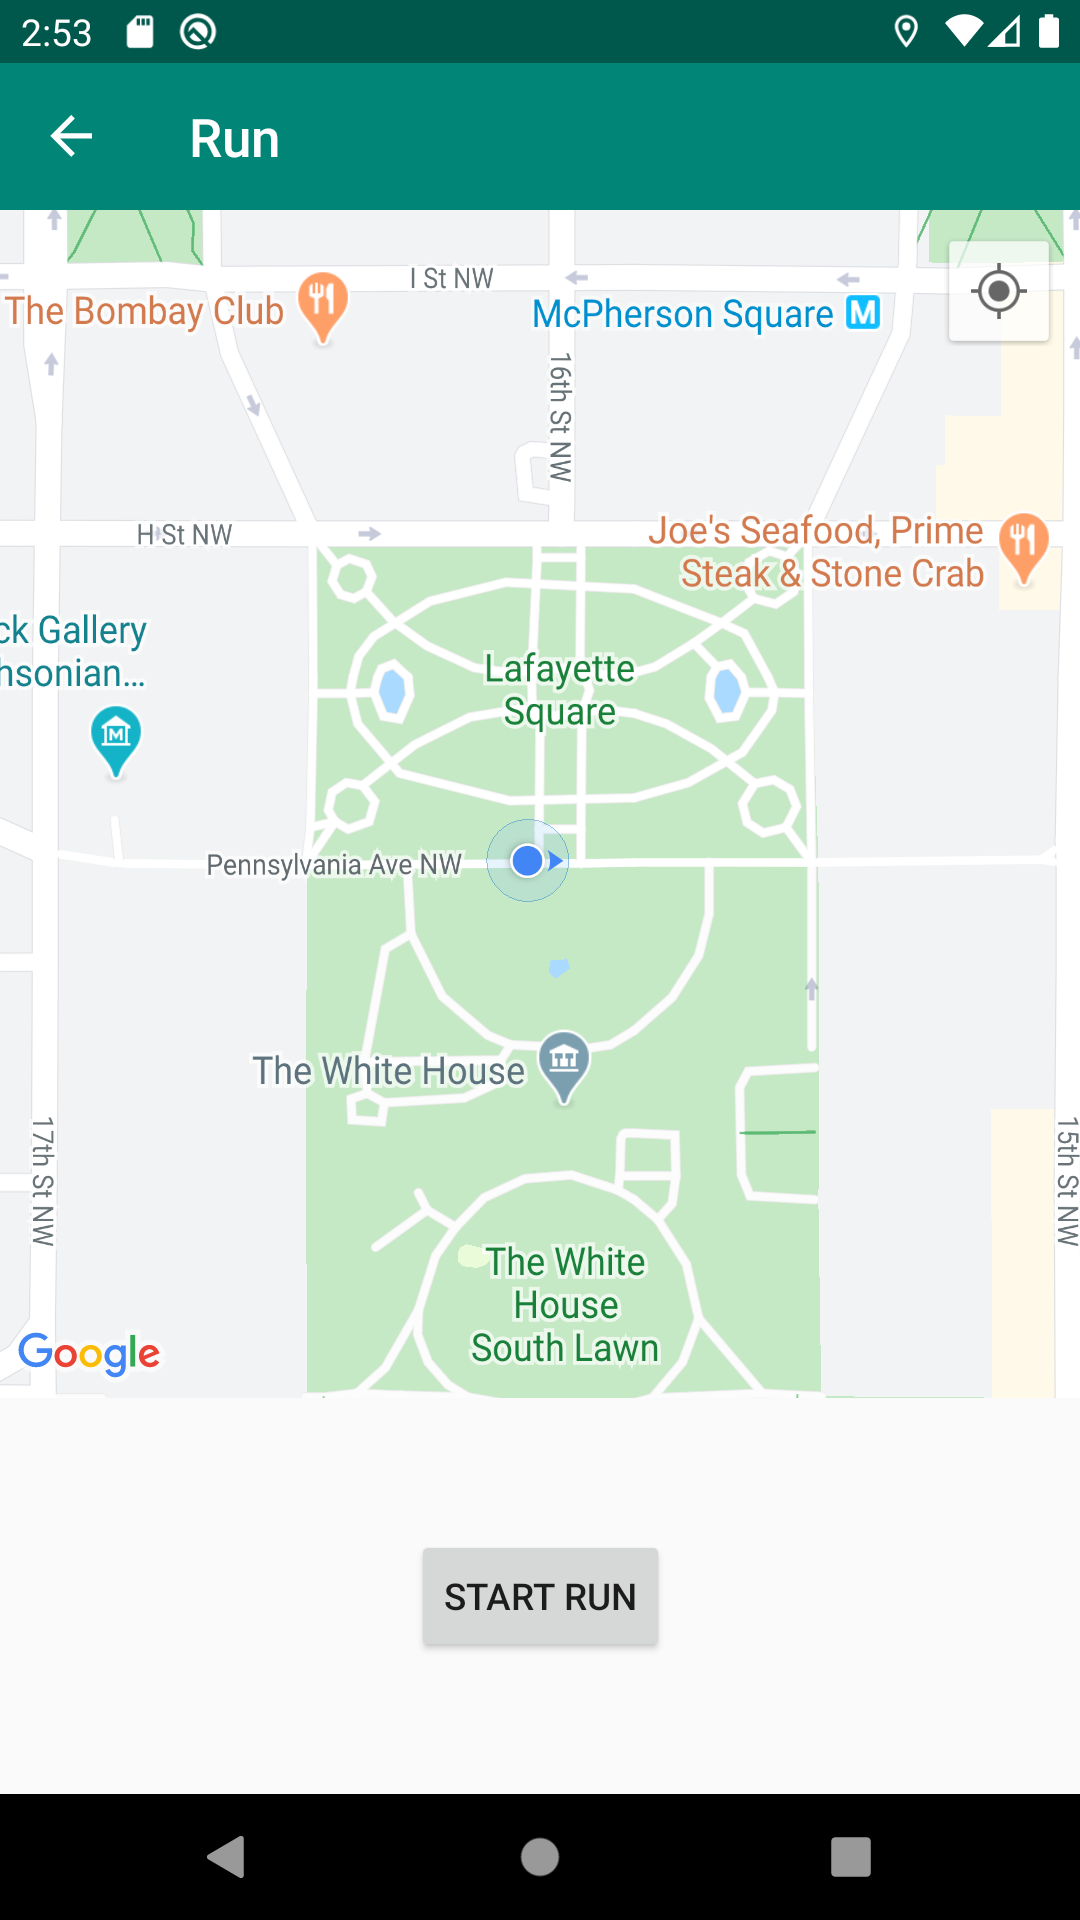 2:53
Run
I St NW
The Bombay Club
McPherson Square M
16th St NW
H St NW
Joe's Seafood, Prime
Steak & Stone Crab
ck Gallery
hsonian...
M
Lafayette
Square
Pennsylvania Ave NW
The White House
17th St NW
15th St NW
The White
House
South Lawn
Google
START RUN